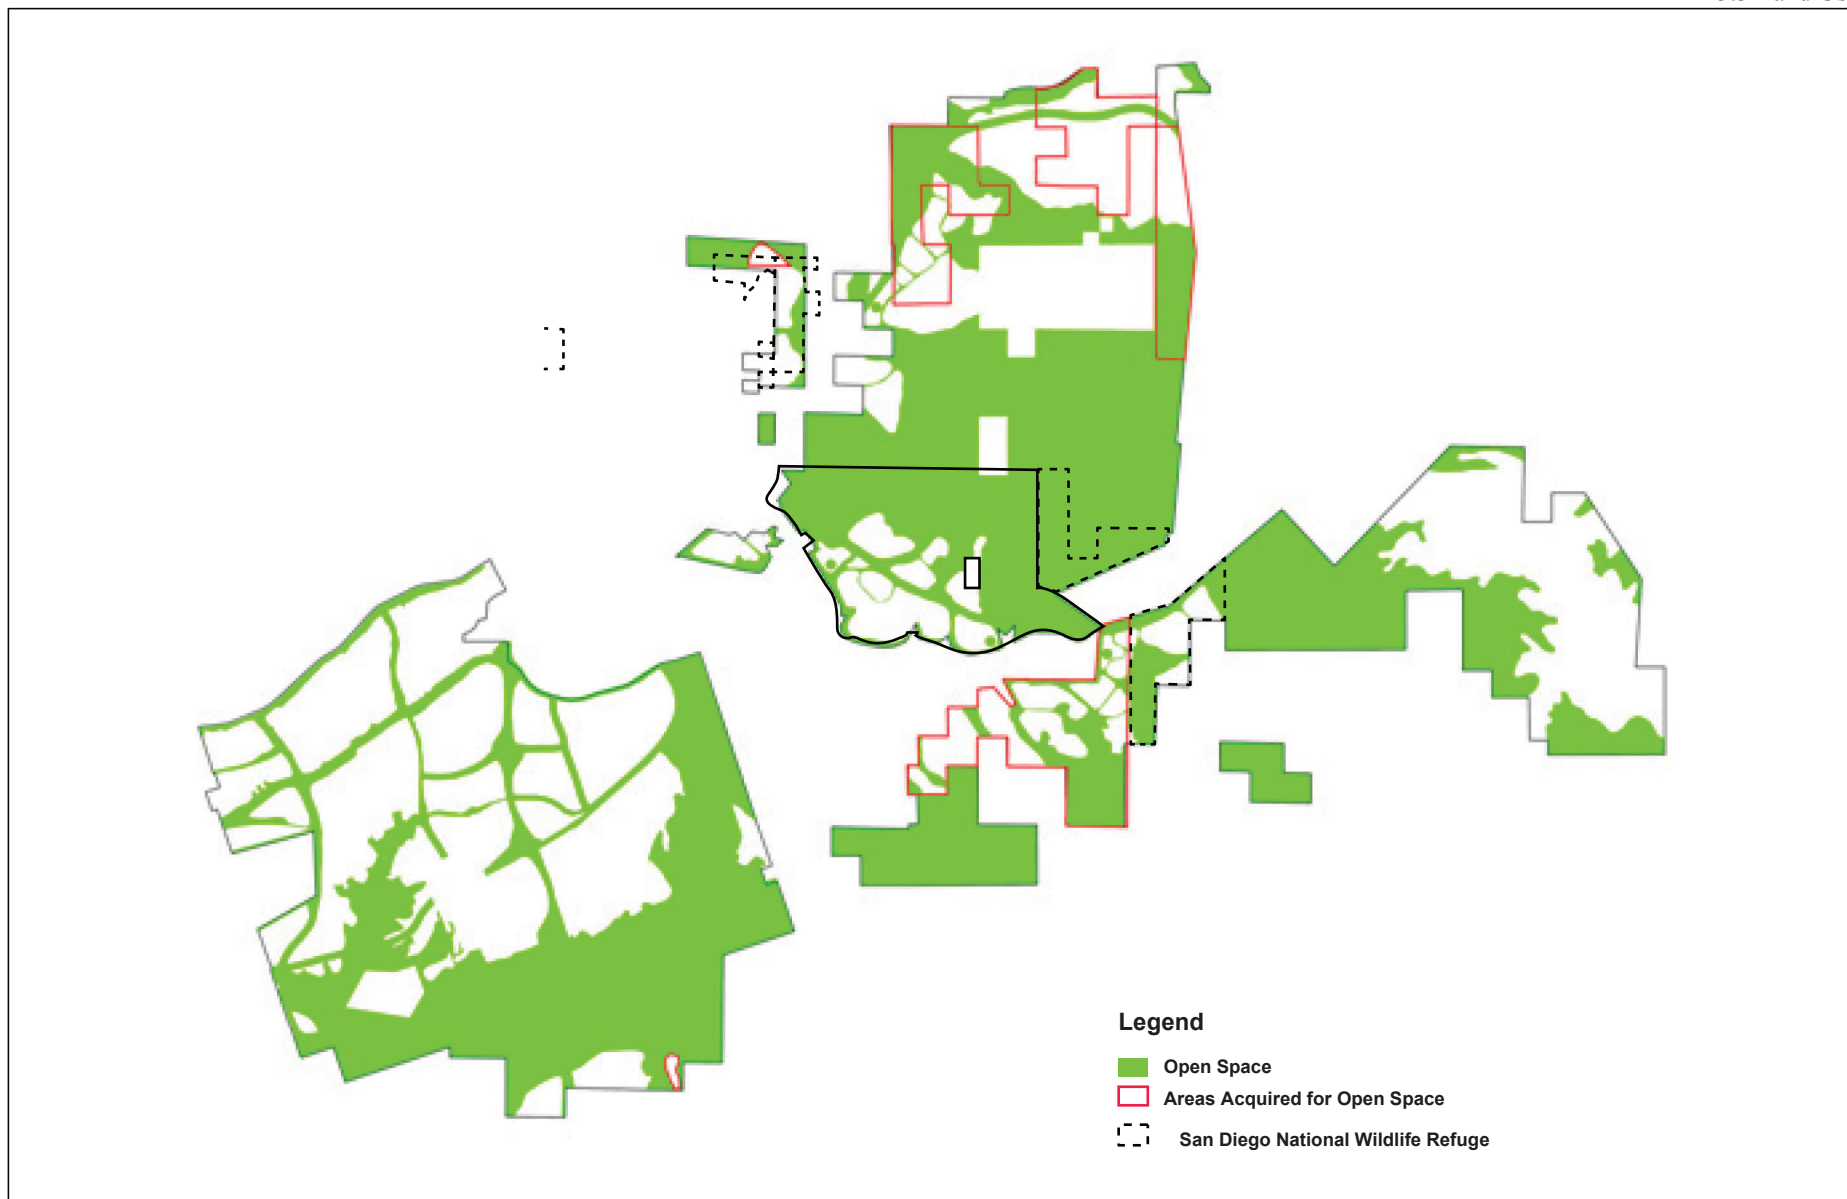 Legend
Open Space
Areas Acquired for Open Space
San Diego National Wildlife Refuge